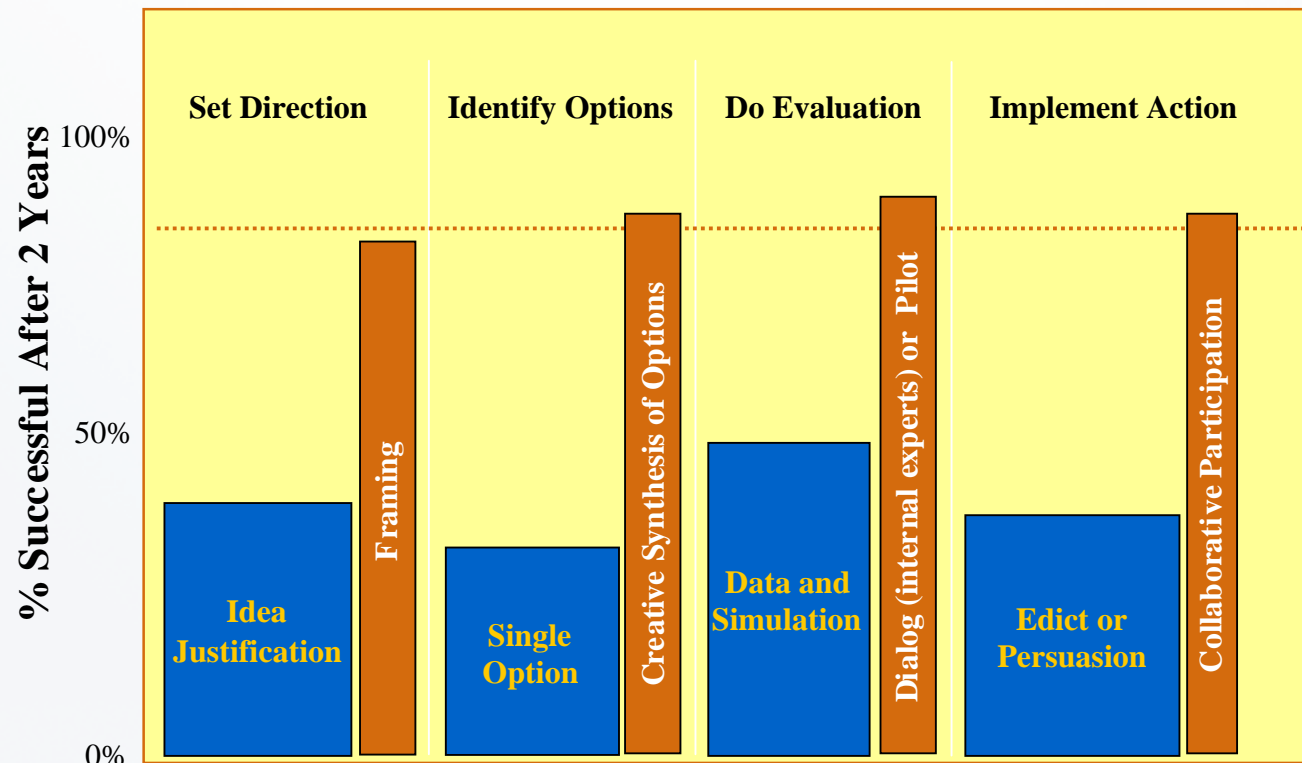 Set Direction
Identify Options
Do Evaluation
Implement Action
% Successful After 2 Years
100%
50%
0%
Idea
Justification
Framing
Single
Option
Creative Synthesis of Options
Data and
Simulation
Dialog (internal experts) or Pilot
Edict or
Persuasion
Collaborative Participation